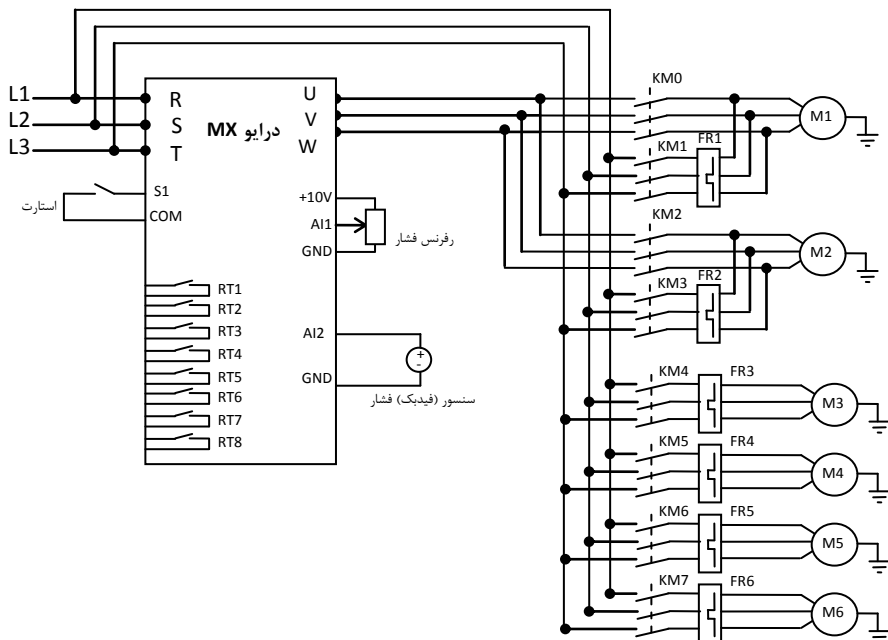 L1
L2
L3
R
S
T
درایو MX
U
V
W
S1
COM
استارت
+10V
AI1
GND
رفرنس فشار
AI2
GND
+
-
سنسور (فیدبک) فشار
RT1
RT2
RT3
RT4
RT5
RT6
RT7
RT8
KM0
M1
KM1
FR1
KM2
M2
KM3
FR2
KM4
FR3
M3
KM5
FR4
M4
KM6
FR5
M5
KM7
FR6
M6